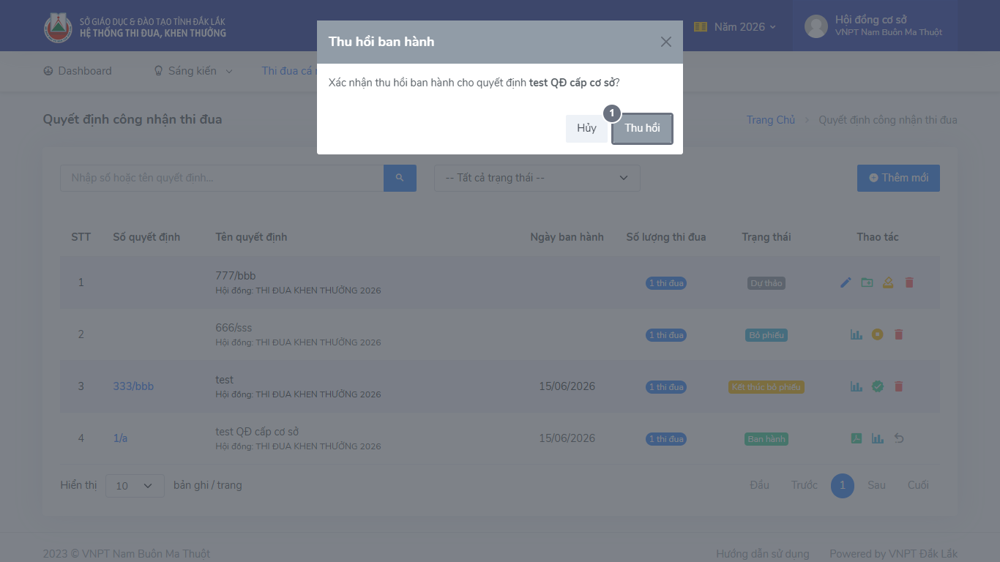 SỞ GIÁO DỤC & ĐÀO TẠO TỈNH ĐẮK LẮK
HỆ THỐNG THI ĐUA, KHEN THƯỞNG
Năm 2026
Hội đồng cơ sở
VNPT Nam Buôn Ma Thuột
Thu hồi ban hành
Dashboard
Sáng kiến
Thi đua cá
Xác nhận thu hồi ban hành cho quyết định test QĐ cấp cơ sở?
1
Hủy
Thu hồi
Quyết định công nhận thi đua
Trang Chủ > Quyết định công nhận thi đua
Nhập số hoặc tên quyết định...
-- Tất cả trạng thái --
Thêm mới
STT Số quyết định Tên quyết định Ngày ban hành Số lượng thi đua Trạng thái Thao tác
1 777/bbb 1 thi đua Dự thảo
Hội đồng: THI ĐUA KHEN THƯỞNG 2026
2 666/sss 1 thi đua Bỏ phiếu
Hội đồng: THI ĐUA KHEN THƯỞNG 2026
3 333/bbb test 15/06/2026 1 thi đua Kết thúc bỏ phiếu
Hội đồng: THI ĐUA KHEN THƯỞNG 2026
4 1/a test QĐ cấp cơ sở 15/06/2026 1 thi đua Ban hành
Hội đồng: THI ĐUA KHEN THƯỞNG 2026
Hiển thị 10 bản ghi / trang
Đầu Trước 1 Sau Cuối
2023 © VNPT Nam Buôn Ma Thuột
Hướng dẫn sử dụng
Powered by VNPT Đắk Lắk